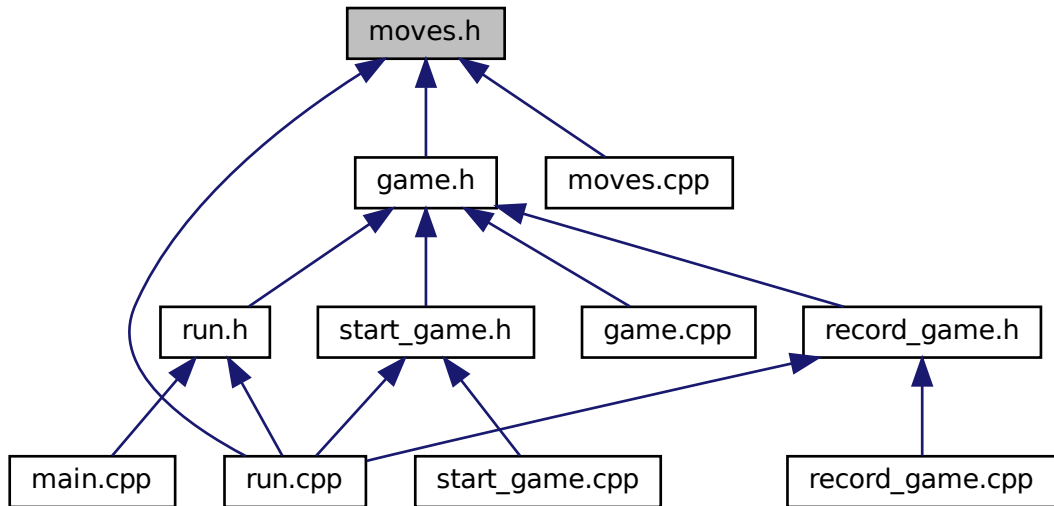 moves.h
game.h
moves.cpp
run.h
start_game.h
game.cpp
record_game.h
main.cpp
run.cpp
start_game.cpp
record_game.cpp